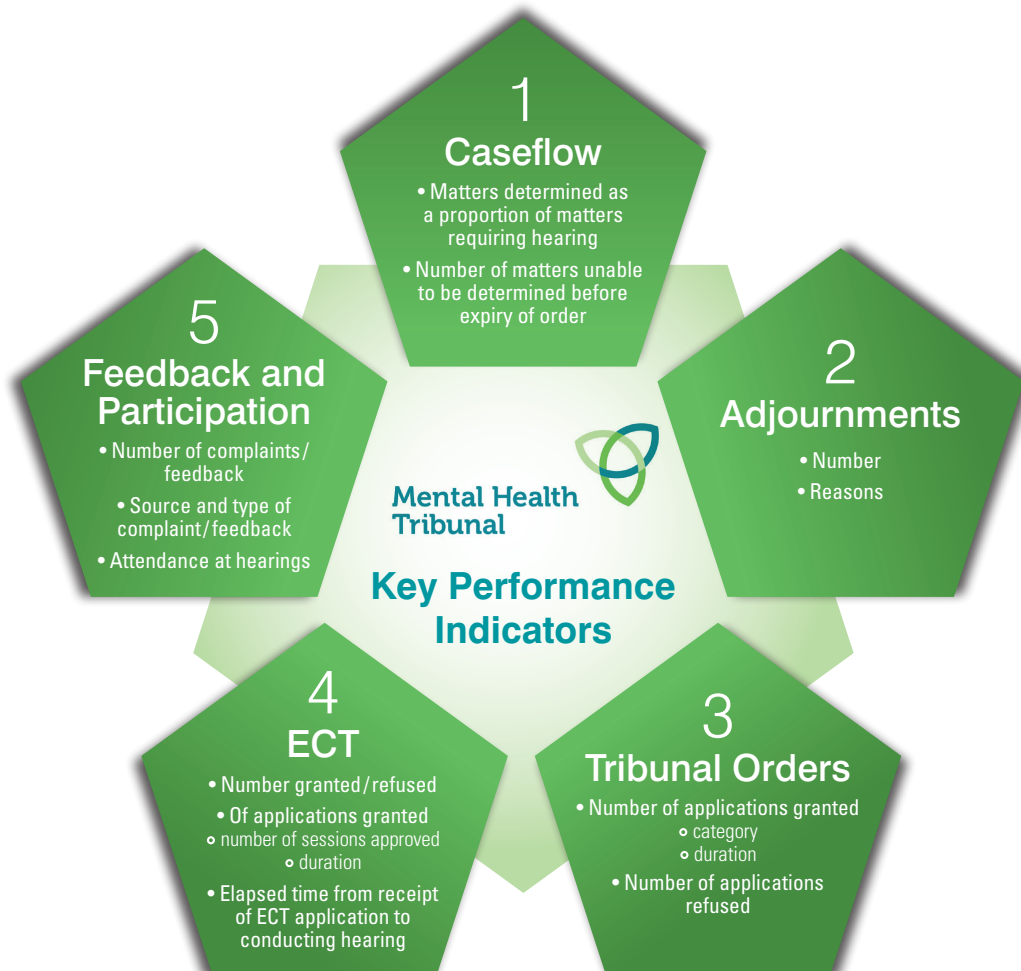 1
Caseflow
• Matters determined as
a proportion of matters
requiring hearing
• Number of matters unable
to be determined before
expiry of order
2
Adjournments
• Number
• Reasons
3
Tribunal Orders
• Number of applications granted
∘ category
∘ duration
• Number of applications
refused
4
ECT
• Number granted/refused
• Of applications granted
∘ number of sessions approved
∘ duration
• Elapsed time from receipt
of ECT application to
conducting hearing
5
Feedback and
Participation
• Number of complaints/
feedback
• Source and type of
complaint/feedback
• Attendance at hearings
Mental Health
Tribunal
Key Performance
Indicators